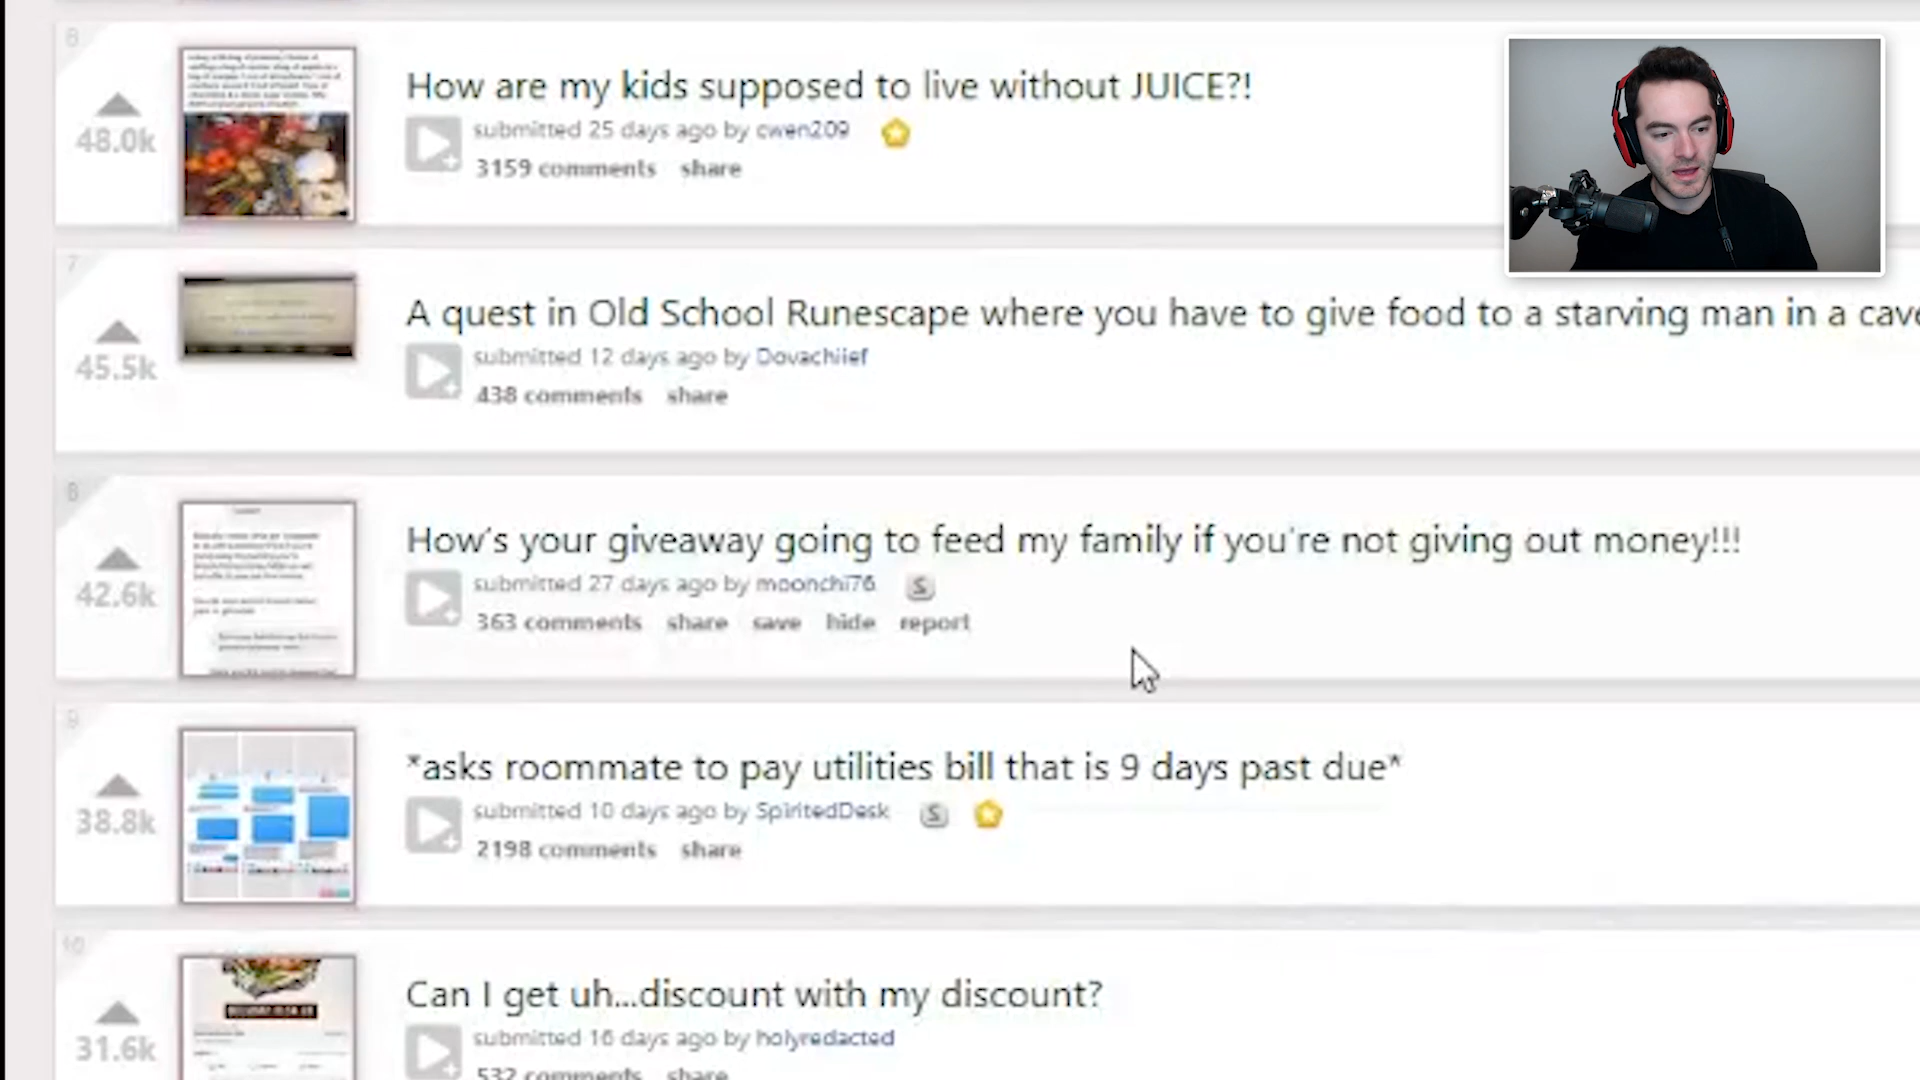 6
48.0k
How are my kids supposed to live without JUICE?!
submitted 25 days ago by cwen209
3159 comments share
7
45.5k
A quest in Old School Runescape where you have to give food to a starving man in a cave
submitted 12 days ago by Dovachiief
438 comments share
8
42.6k
How's your giveaway going to feed my family if you're not giving out money!!!
submitted 27 days ago by moonchi76 S
363 comments share save hide report
9
38.8k
*asks roommate to pay utilities bill that is 9 days past due*
submitted 10 days ago by SpiritedDesk S
2198 comments share
10
31.6k
Can I get uh...discount with my discount?
submitted 16 days ago by holyredacted
532 comments share